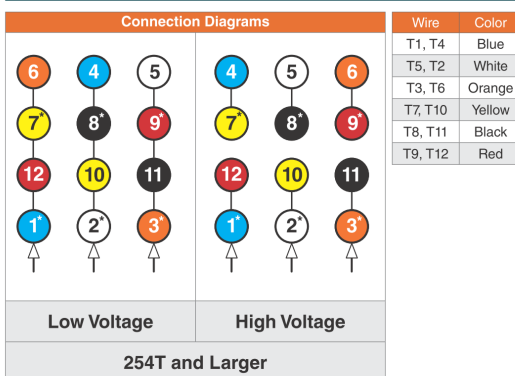 Connection Diagrams
6 4 5 4 5 6
7* 8* 9* 7* 8* 9*
12 10 11 12 10 11
1* 2* 3* 1* 2* 3*
Low Voltage High Voltage
254T and Larger
Wire Color
T1, T4 Blue
T5, T2 White
T3, T6 Orange
T7, T10 Yellow
T8, T11 Black
T9, T12 Red